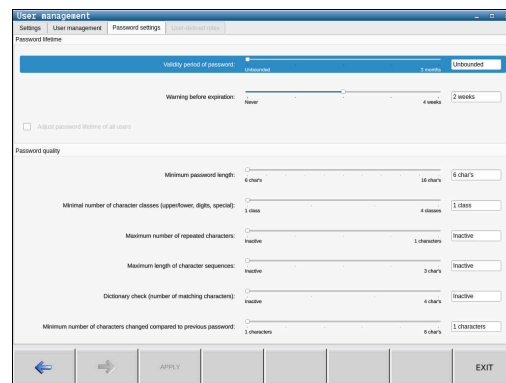 User management
Settings User management Password settings User-defined roles
Password lifetime
Validity period of password: Unbounded 3 months Unbounded
Warning before expiration: Never 4 weeks 2 weeks
Adjust password lifetime of all users
Password quality
Minimum password length: 6 char's 16 char's 6 char's
Minimal number of character classes (upper/lower, digits, special): 1 class 4 classes 1 class
Maximum number of repeated characters: Inactive 1 characters Inactive
Maximum length of character sequences: Inactive 3 char's Inactive
Dictionary check (number of matching characters): Inactive 4 char's Inactive
Minimum number of characters changed compared to previous password: 1 characters 6 char's 1 characters
APPLY EXIT